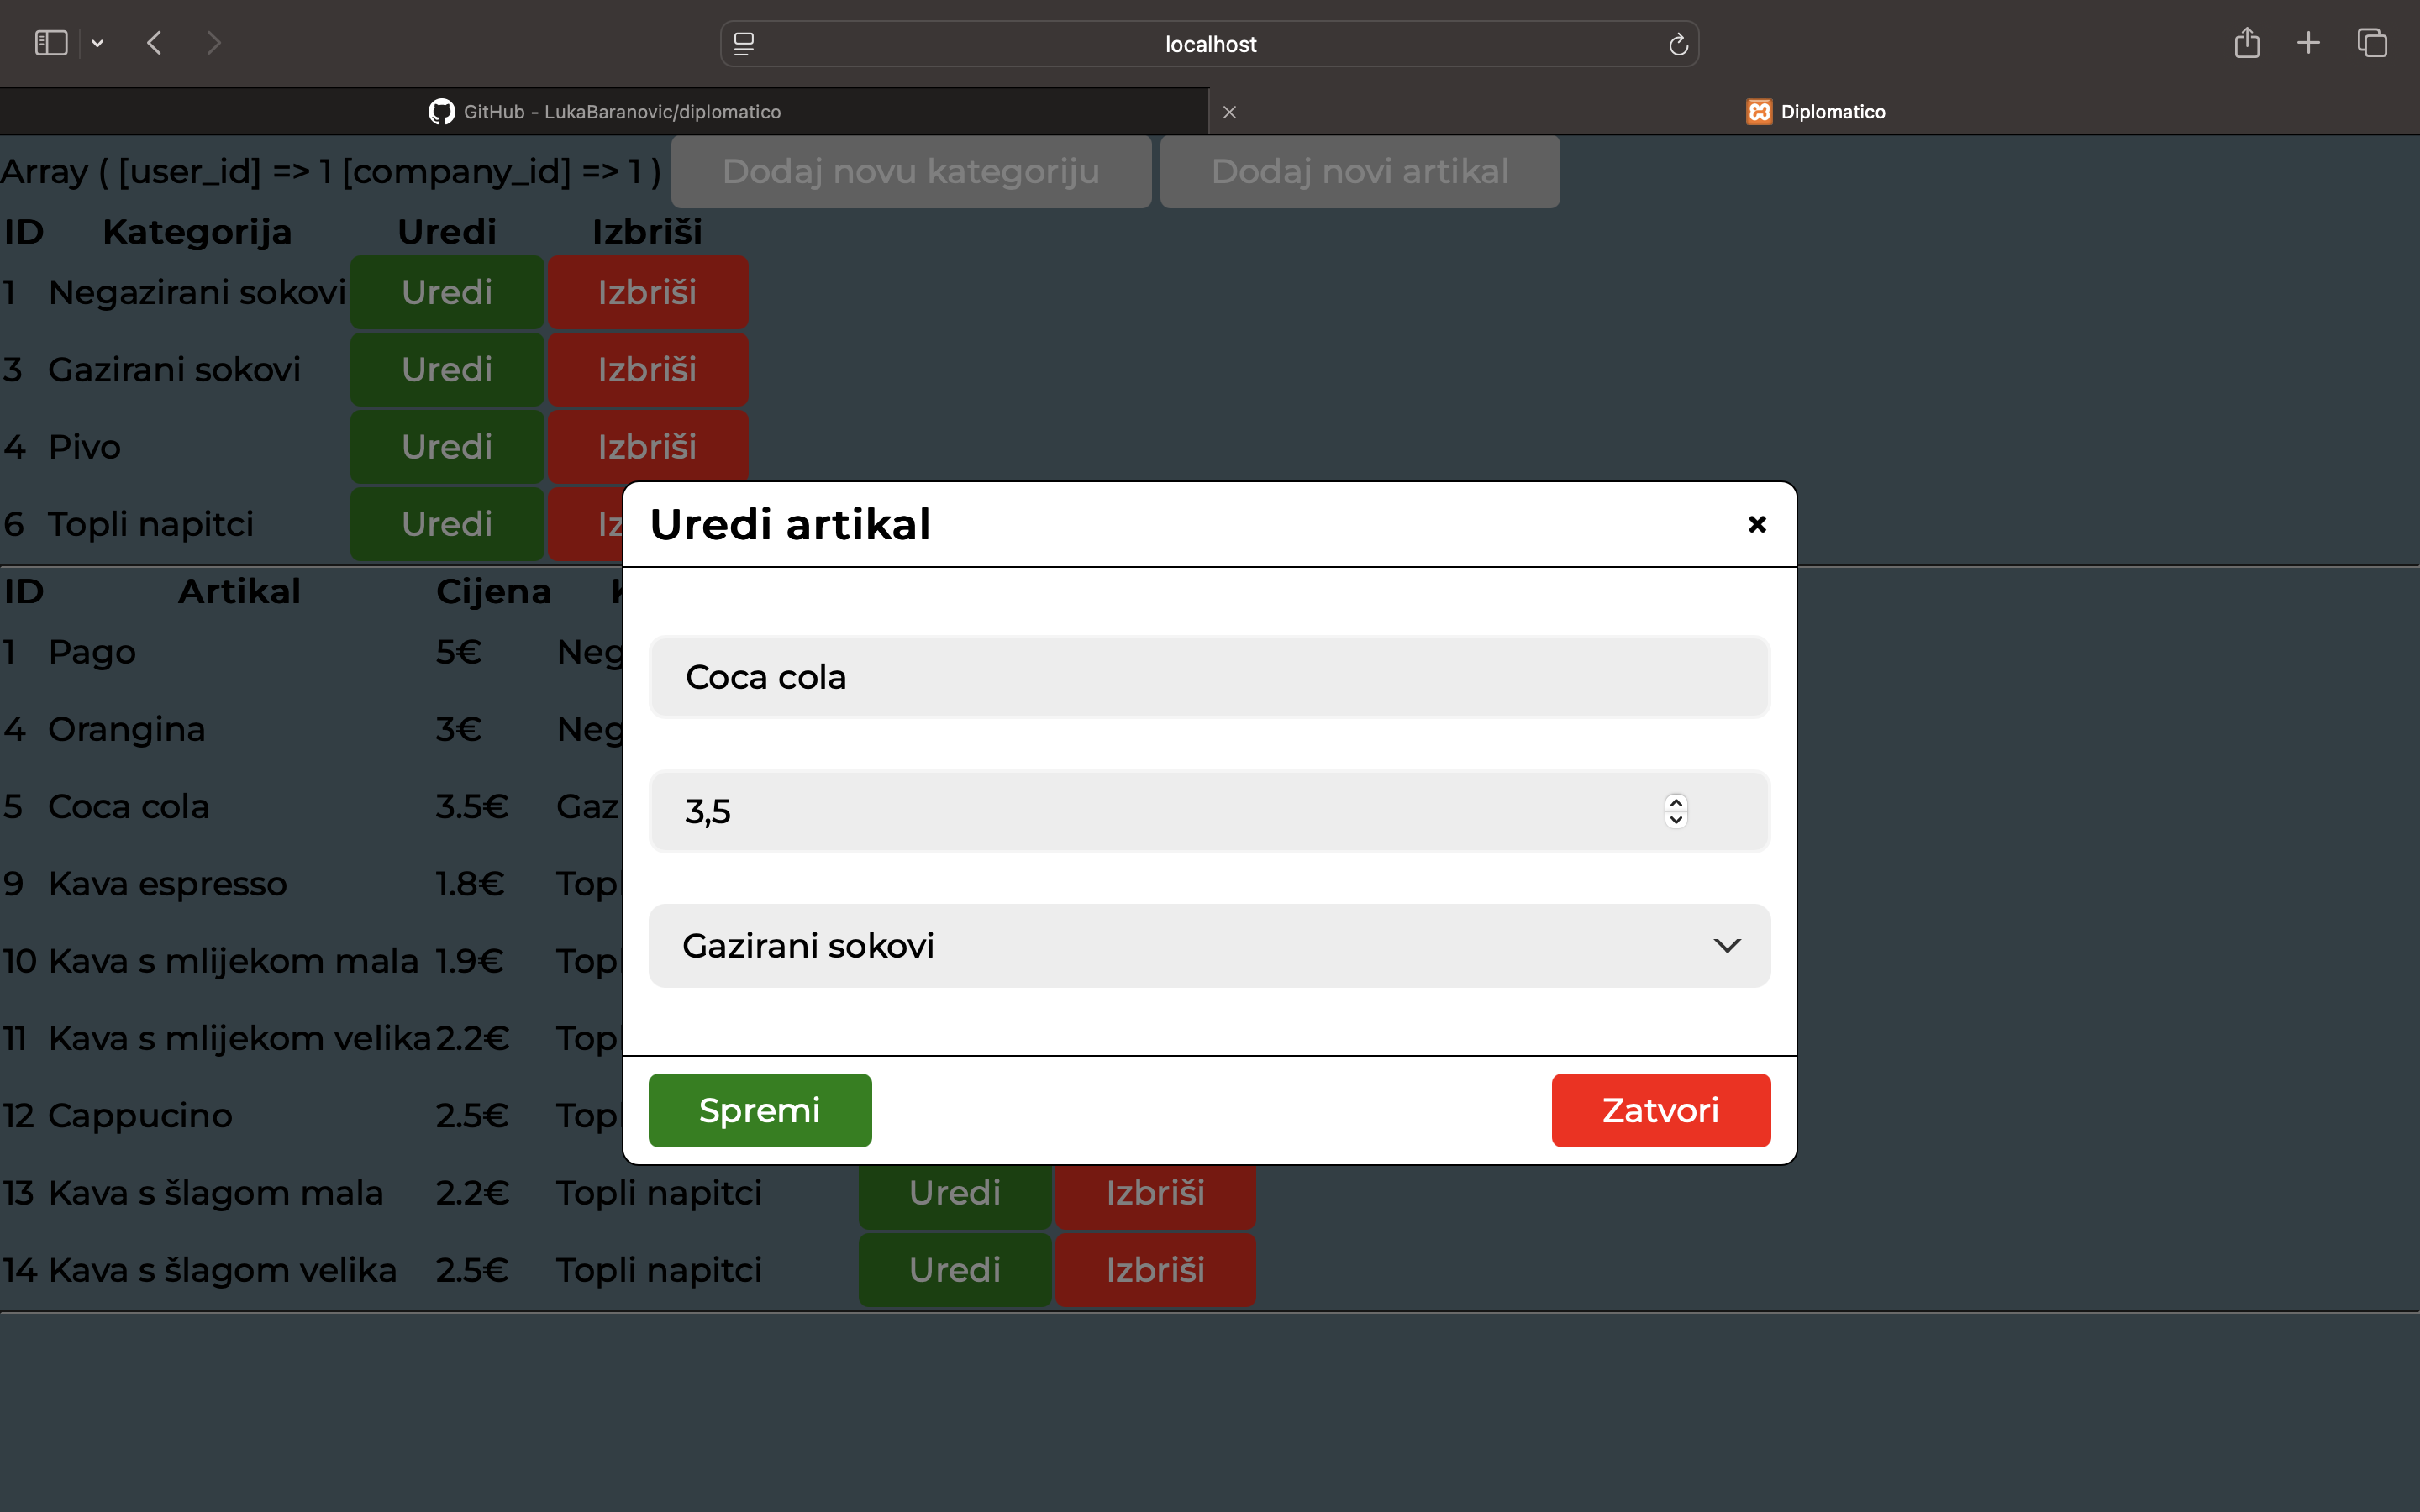 localhost
GitHub - LukaBaranovic/diplomatico
Diplomatico
Array ( [user_id] => 1 [company_id] => 1 ) Dodaj novu kategoriju Dodaj novi artikal
ID Kategorija Uredi Izbriši
1 Negazirani sokovi Uredi Izbriši
3 Gazirani sokovi Uredi Izbriši
4 Pivo Uredi Izbriši
6 Topli napitci Uredi Iz
ID Artikal Cijena
1 Pago 5€ Neg
4 Orangina 3€ Neg
5 Coca cola 3.5€ Gaz
9 Kava espresso 1.8€ Topl
10 Kava s mlijekom mala 1.9€ Topl
11 Kava s mlijekom velika 2.2€ Topl
12 Cappucino 2.5€ Topl
13 Kava s šlagom mala 2.2€ Topli napitci Uredi Izbriši
14 Kava s šlagom velika 2.5€ Topli napitci Uredi Izbriši
Uredi artikal
Coca cola
3,5
Gazirani sokovi
Spremi Zatvori